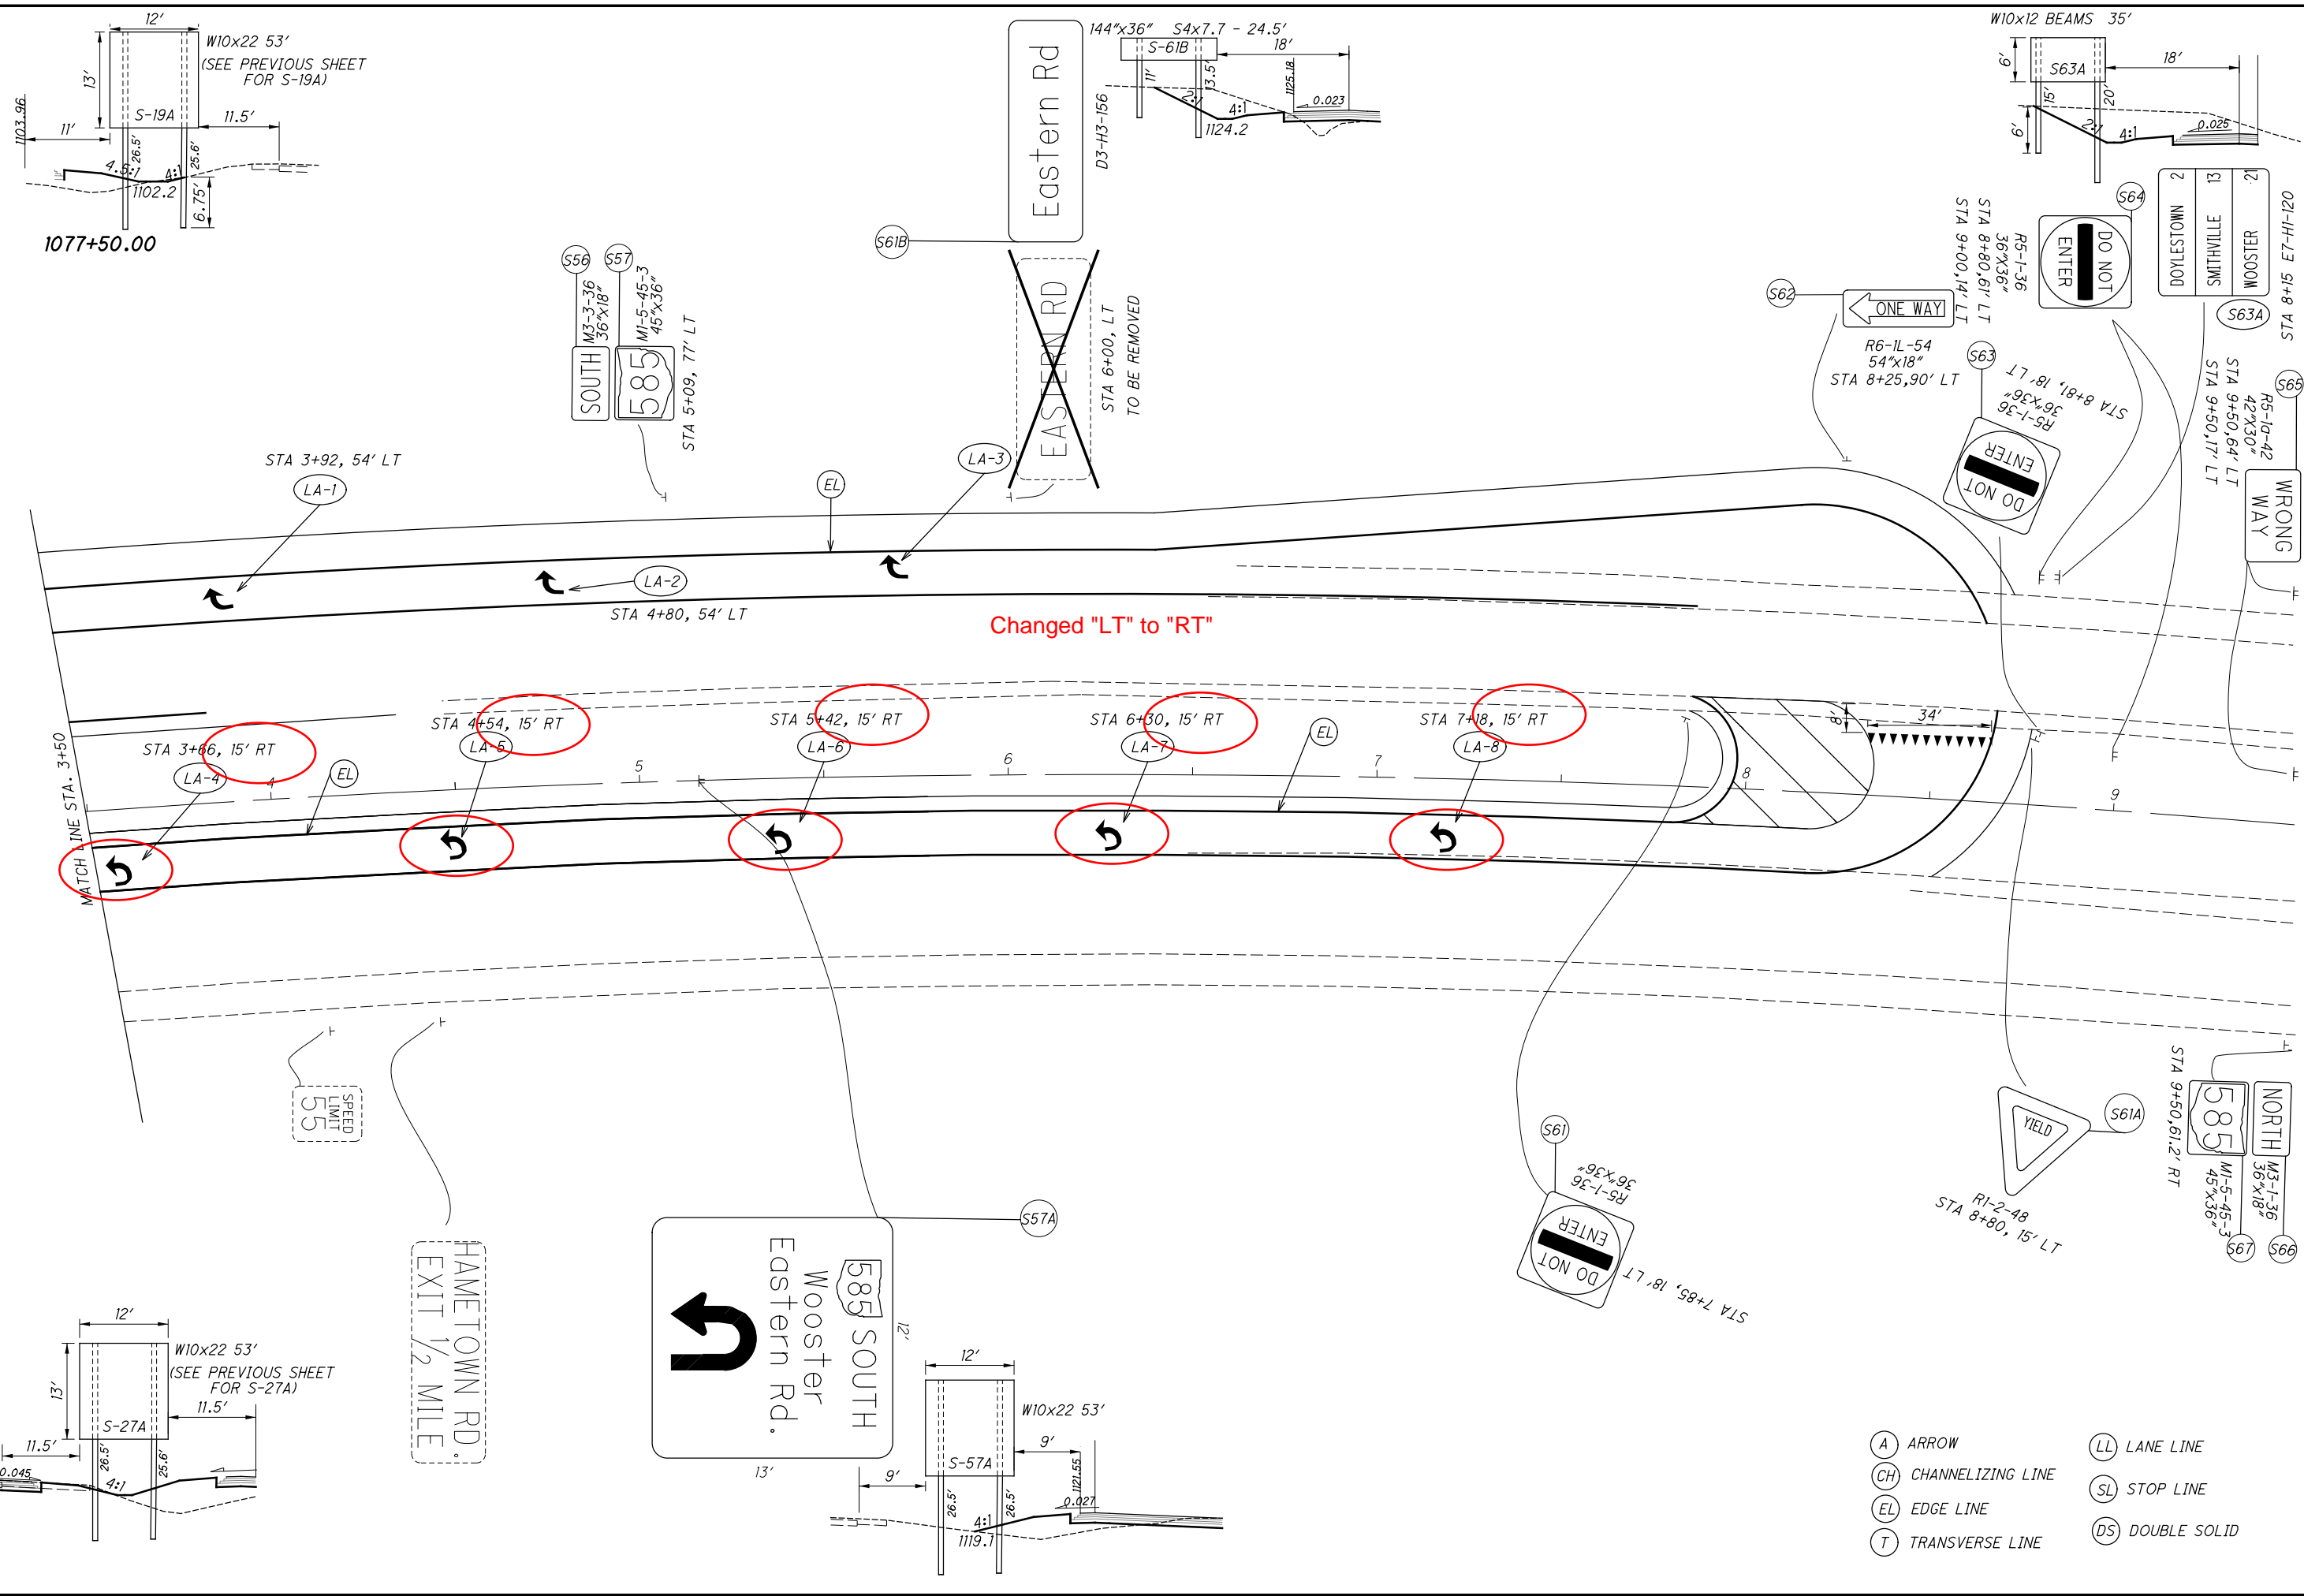 12'
W10x22 53'
(SEE PREVIOUS SHEET
FOR S-19A)
13'
S-19A
1103.96
11'
11.5'
26.5'
25.6'
4.5:1
4:1
1102.2
6.75'
1077+50.00
Eastern Rd
144"x36" S4x7.7 - 24.5'
S-61B
18'
11'
13.5'
1125.18
0.023
2:1
4:1
1124.2
D3-H3-156
S61B
W10x12 BEAMS 35'
6'
S63A
18'
15'
20'
6'
2:1
4:1
0.025
S56
S57
M3-3-36
36"x18"
M1-5-45-3
45"x36"
SOUTH
585
STA 5+09, 77' LT
EASTERN RD
STA 6+00, LT
TO BE REMOVED
S62
ONE WAY
R6-1L-54
54"x18"
STA 8+25,90' LT
S64
DO NOT
ENTER
R5-1-36
36"X36"
STA 8+80,61' LT
STA 9+00,14' LT
DOYLESTOWN 2
SMITHVILLE 13
WOOSTER 21
S63A
STA 8+15 E7-H1-120
S63
STA 8+81, 18' LT
R5-1-36
36"x36"
DO NOT
ENTER
S65
R5-1a-42
42"X30"
STA 9+50,64' LT
STA 9+50,17' LT
WRONG
WAY
STA 3+92, 54' LT
LA-1
LA-2
STA 4+80, 54' LT
EL
LA-3
Changed "LT" to "RT"
MATCH LINE STA. 3+50
STA 3+66, 15' RT
LA-4
EL
STA 4+54, 15' RT
LA-5
STA 5+42, 15' RT
LA-6
STA 6+30, 15' RT
LA-7
EL
STA 7+18, 15' RT
LA-8
8'
34'
4
5
6
7
8
9
SPEED
LIMIT
55
HAMETOWN RD.
EXIT 1/2 MILE
S57A
585 SOUTH
Wooster
Eastern Rd.
12'
13'
S61
R5-1-36
36"x36"
DO NOT
ENTER
STA 7+85, 18' LT
YIELD
S61A
R1-2-48
STA 8+80, 15' LT
NORTH
585
M3-1-36
36"X18"
M1-5-45-3
45"X36"
STA 9+50,61.2' RT
S67
S66
12'
W10x22 53'
(SEE PREVIOUS SHEET
FOR S-27A)
13'
S-27A
11.5'
11.5'
0.045
26.5'
25.6'
4:1
12'
W10x22 53'
S-57A
9'
9'
1121.55
26.5'
26.5'
0.027
4:1
1119.1
A ARROW
CH CHANNELIZING LINE
EL EDGE LINE
T TRANSVERSE LINE
LL LANE LINE
SL STOP LINE
DS DOUBLE SOLID